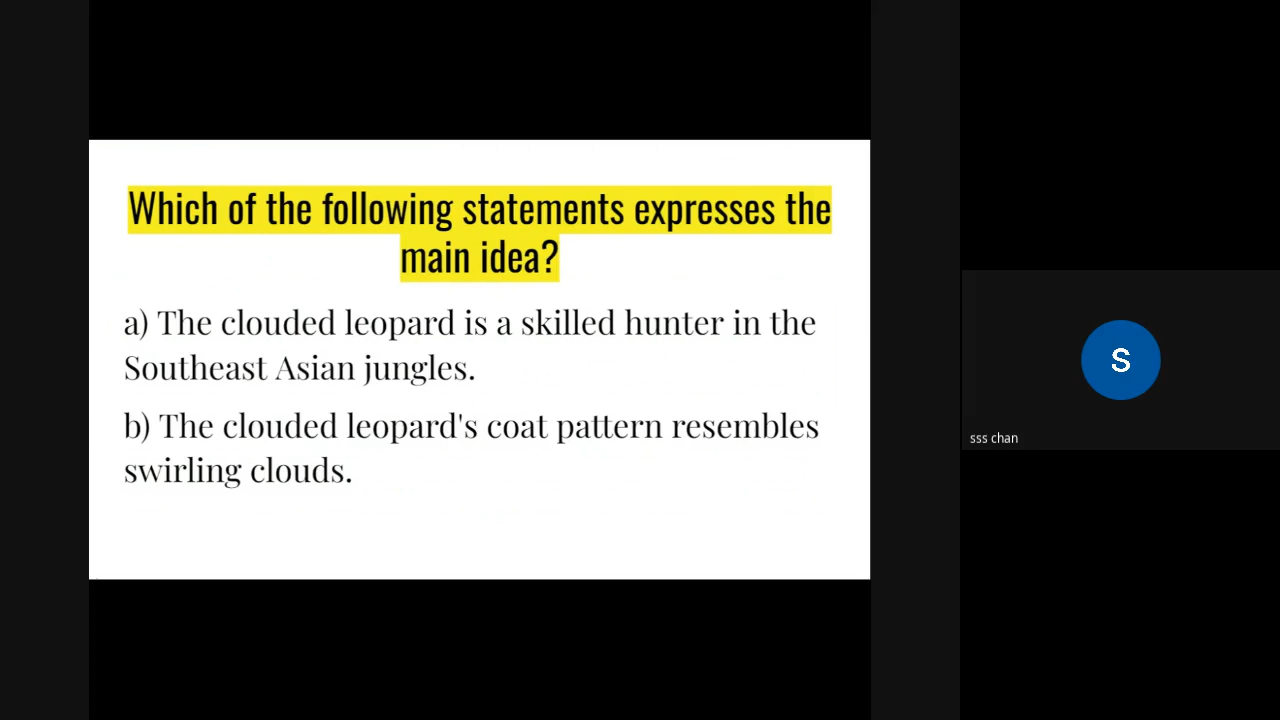 Which of the following statements expresses the
main idea?
a) The clouded leopard is a skilled hunter in the
Southeast Asian jungles.
b) The clouded leopard's coat pattern resembles
swirling clouds.
S
sss chan